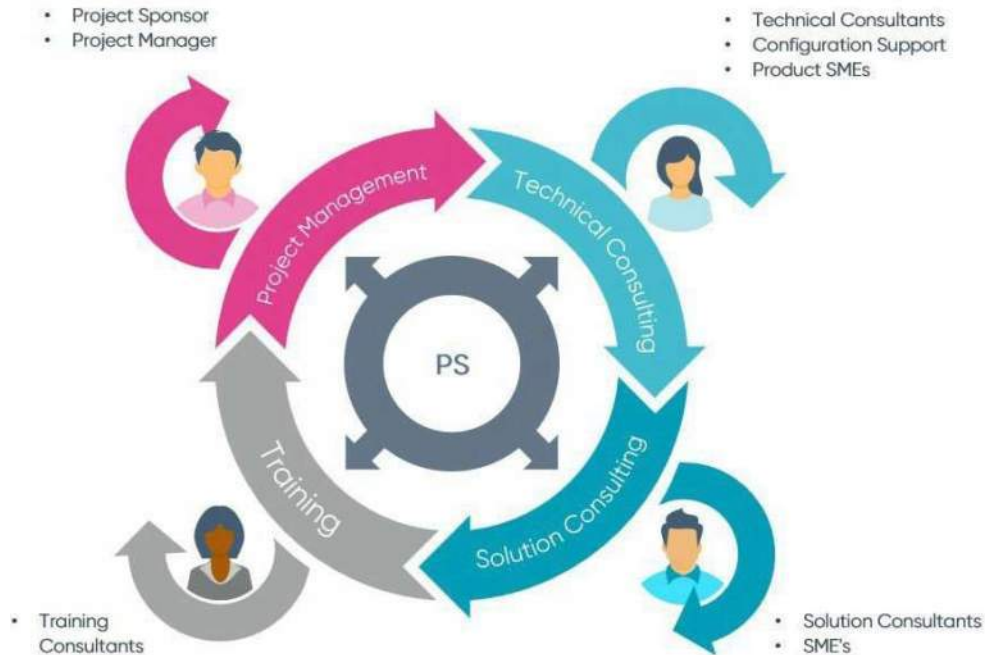 • Project Sponsor
• Project Manager
• Technical Consultants
• Configuration Support
• Product SMEs
Project Management
Technical Consulting
PS
Training
Solution Consulting
• Training
Consultants
• Solution Consultants
• SME's